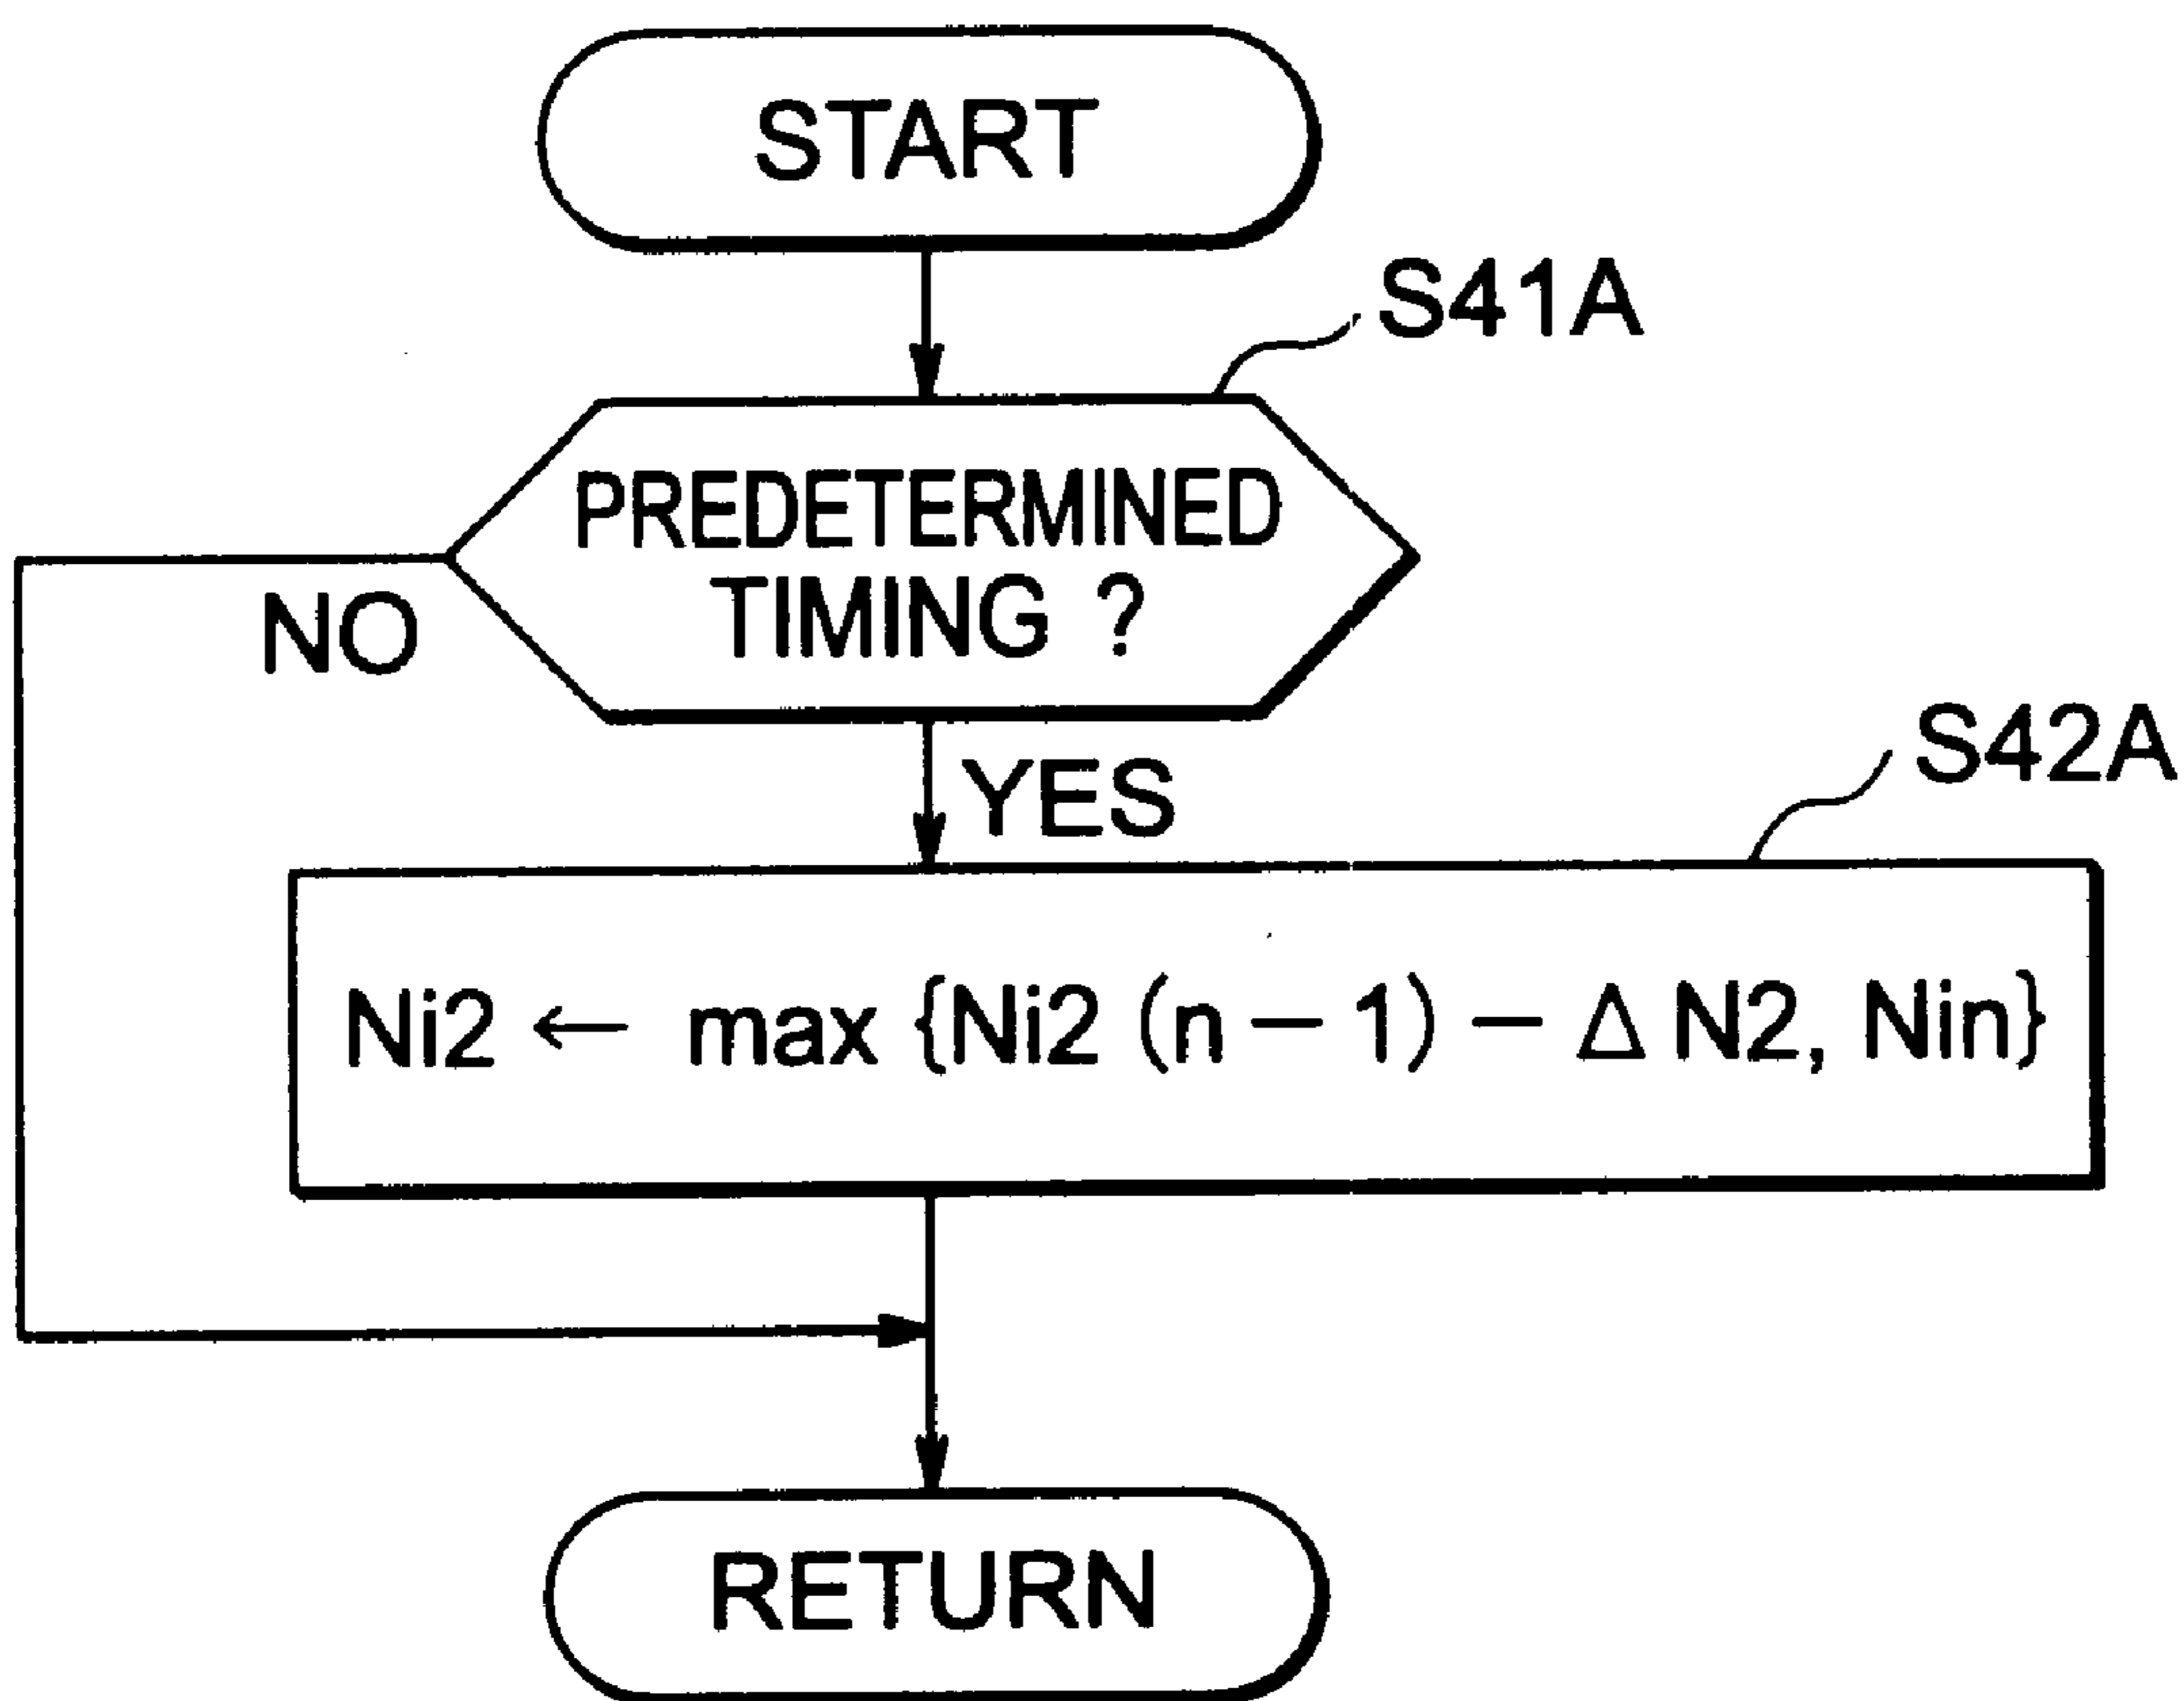 START
S41A
PREDETERMINED
TIMING ?
NO
YES
S42A
Ni2 ← max {Ni2 (n − 1) − Δ N2, Nin}
RETURN